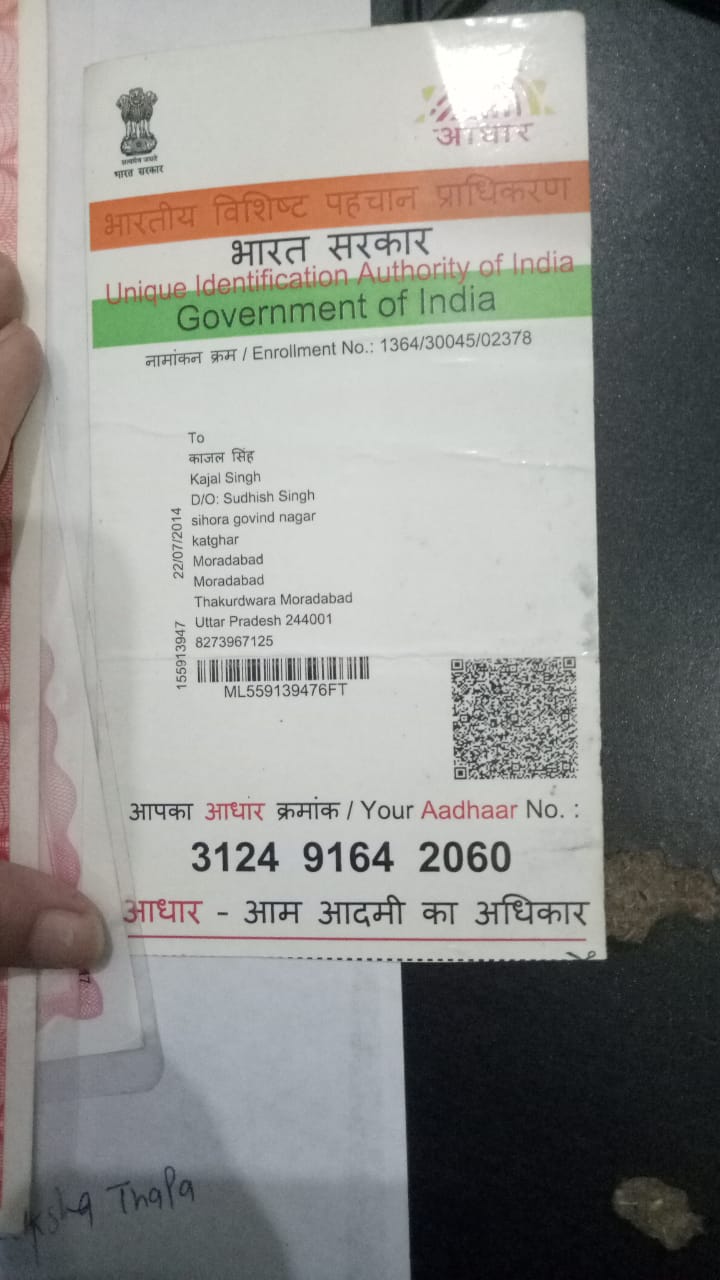 सत्यमेव जयते
भारत सरकार
आधार
भारतीय विशिष्ट पहचान प्राधिकरण
भारत सरकार
Unique Identification Authority of India
Government of India
नामांकन क्रम / Enrollment No.: 1364/30045/02378
To
काजल सिंह
Kajal Singh
D/O: Sudhish Singh
sihora govind nagar
katghar
Moradabad
Moradabad
Thakurdwara Moradabad
Uttar Pradesh 244001
8273967125
22/07/2014
155913947
ML559139476FT
आपका आधार क्रमांक / Your Aadhaar No. :
3124 9164 2060
आधार - आम आदमी का अधिकार
Thapa